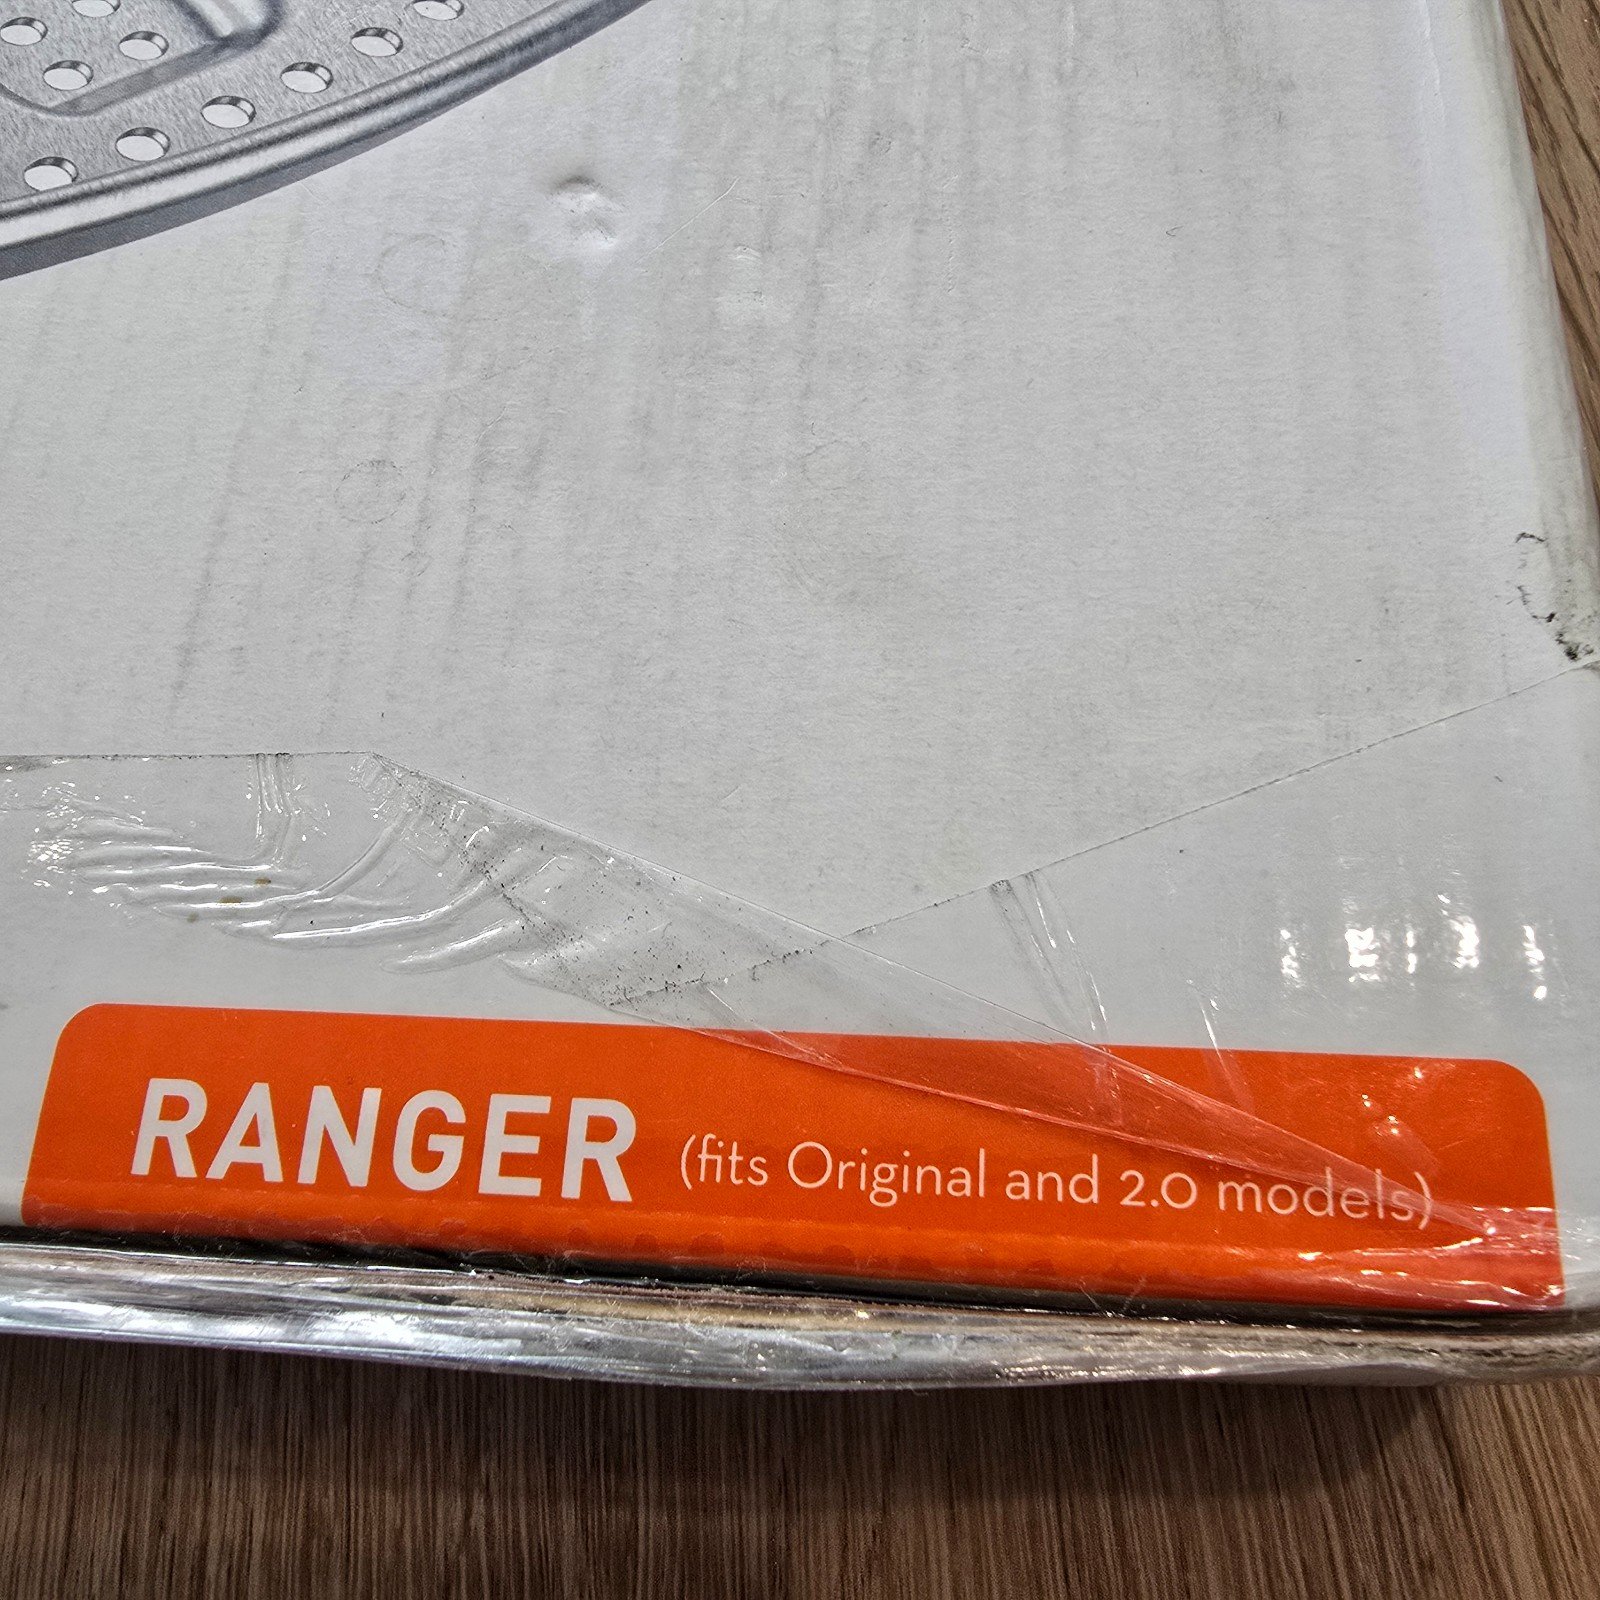 RANGER (fits Original and 2.0 models)